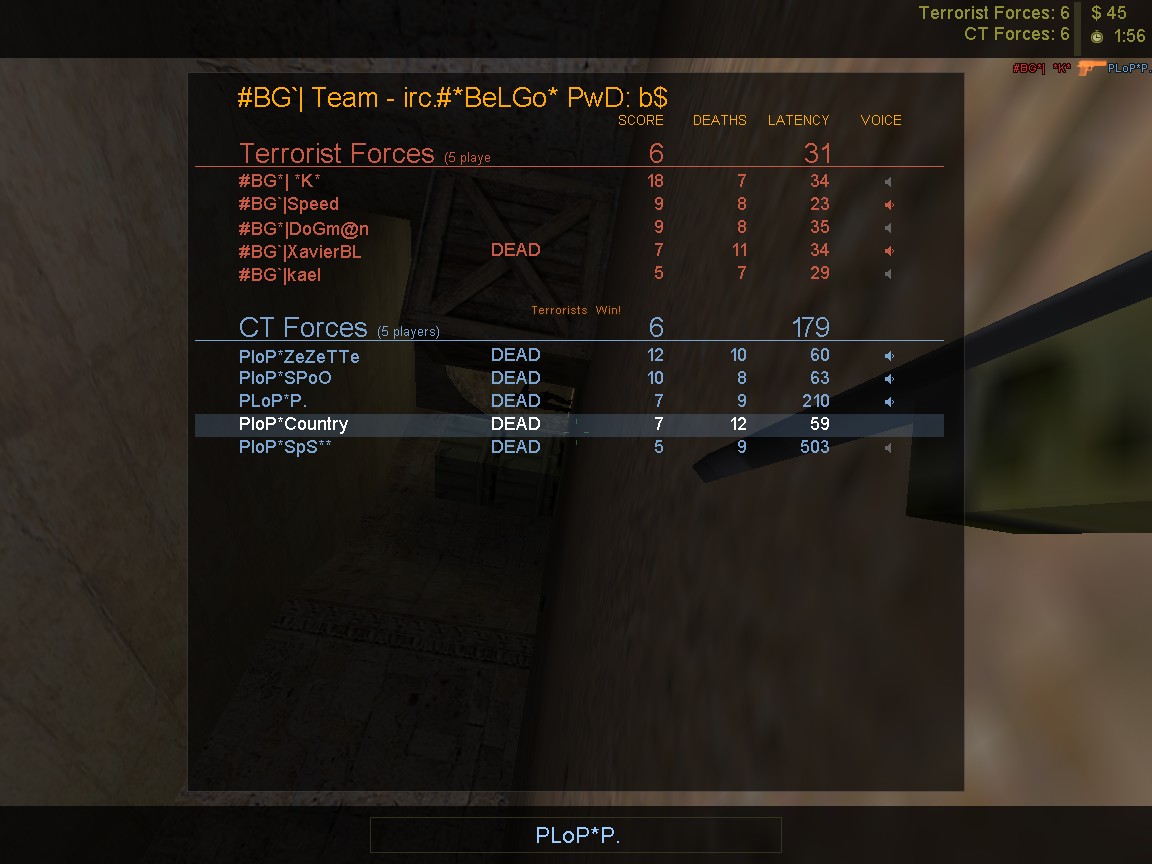 Terrorist Forces: 6 $ 45
CT Forces: 6 1:56
#BG*| *K* PLoP*P.
#BG`| Team - irc.#*BeLGo* PwD: b$
SCORE DEATHS LATENCY VOICE
Terrorist Forces (5 playe 6 31
#BG*| *K* 18 7 34
#BG`|Speed 9 8 23
#BG*|DoGm@n 9 8 35
#BG`|XavierBL DEAD 7 11 34
#BG`|kael 5 7 29
Terrorists Win!
CT Forces (5 players) 6 179
PloP*ZeZeTTe DEAD 12 10 60
PloP*SPoO DEAD 10 8 63
PLoP*P. DEAD 7 9 210
PloP*Country DEAD 7 12 59
PloP*SpS** DEAD 5 9 503
PLoP*P.